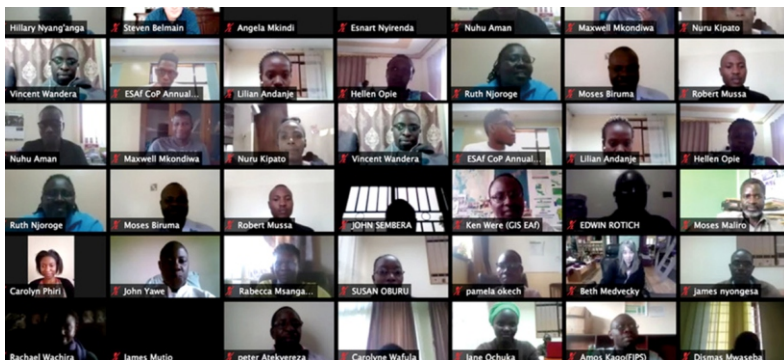 Hillary Nyang'anga
Steven Belmain
Angela Mkindi
Esnart Nyirenda
Nuhu Aman
Maxwell Mkondiwa
Nuru Kipato
Vincent Wandera
ESAf CoP Annual...
Lilian Andanje
Hellen Opie
Ruth Njoroge
Moses Biruma
Robert Mussa
Nuhu Aman
Maxwell Mkondiwa
Nuru Kipato
Vincent Wandera
ESAf CoP Annual...
Lilian Andanje
Hellen Opie
Ruth Njoroge
Moses Biruma
Robert Mussa
JOHN SEMBERA
Ken Were (GIS EAf)
EDWIN ROTICH
Moses Maliro
Carolyn Phiri
John Yawe
Rabecca Msanga...
SUSAN OBURU
pamela okech
Beth Medvecky
james nyongesa
Rachael Wachira
James Mutio
peter Atekyereza
Carolyne Wafula
Jane Ochuka
Amos Kago(FIPS)
Dismas Mwaseba